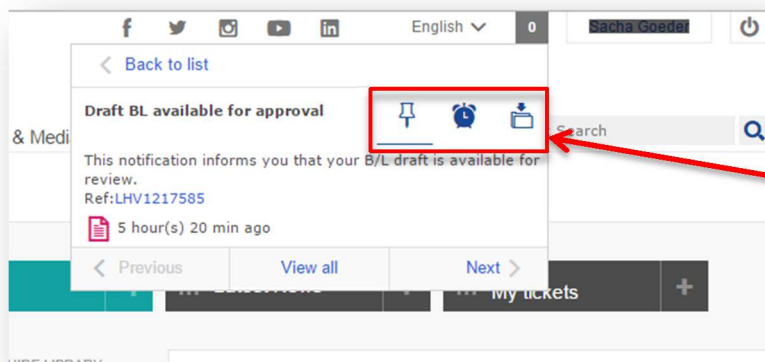 English
0
Sacha Goeder
Back to list
Draft BL available for approval
& Medi
Search
This notification informs you that your B/L draft is available for
review.
Ref:LHV1217585
5 hour(s) 20 min ago
Previous
View all
Next
My tickets